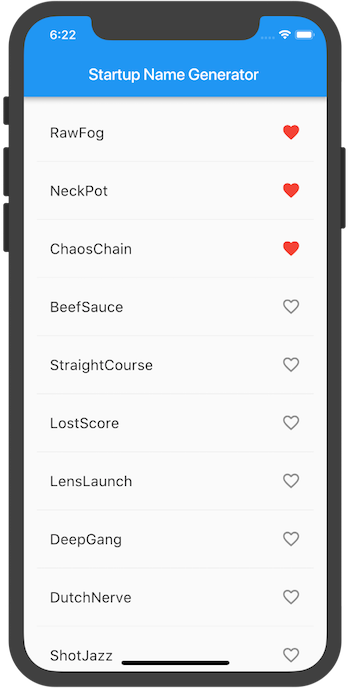 6:22
Startup Name Generator
RawFog
NeckPot
ChaosChain
BeefSauce
StraightCourse
LostScore
LensLaunch
DeepGang
DutchNerve
ShotJazz